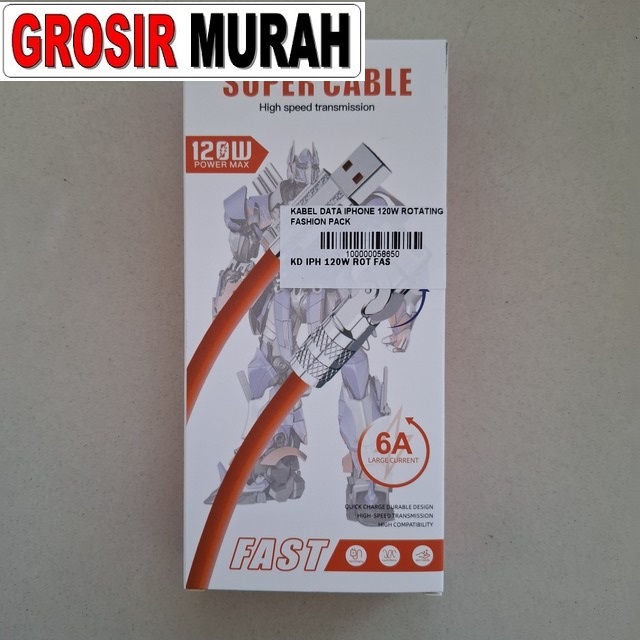 GROSIR MURAH
SUPER CABLE
High speed transmission
120W
POWER MAX
KABEL DATA IPHONE 120W ROTATING
FASHION PACK
100000058650
KD IPH 120W ROT FAS
6A
LARGE CURRENT
QUICK CHARGE DURABLE DESIGN
HIGH-SPEED TRANSMISSION
HIGH COMPATIBILITY
FAST